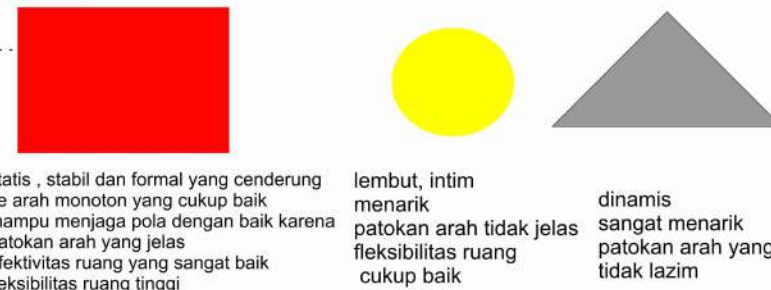 tatis , stabil dan formal yang cenderung
e arah monoton yang cukup baik
mampu menjaga pola dengan baik karena
atokan arah yang jelas
fektivitas ruang yang sangat baik
eksibilitas ruang tinggi
lembut, intim
menarik
patokan arah tidak jelas
fleksibilitas ruang
cukup baik
dinamis
sangat menarik
patokan arah yang
tidak lazim